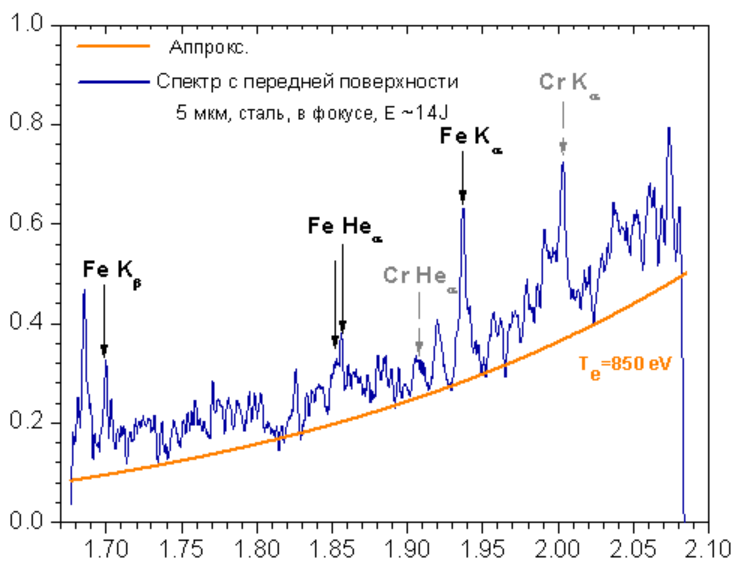 1.0
0.8
0.6
0.4
0.2
0.0
Аппрокс.
Спектр с передней поверхности
5 мкм, сталь, в фокусе, E ~14J
Cr Kα
Fe Kα
Fe Heα
Fe Kβ
Cr Heα
Te=850 eV
1.70 1.75 1.80 1.85 1.90 1.95 2.00 2.05 2.10